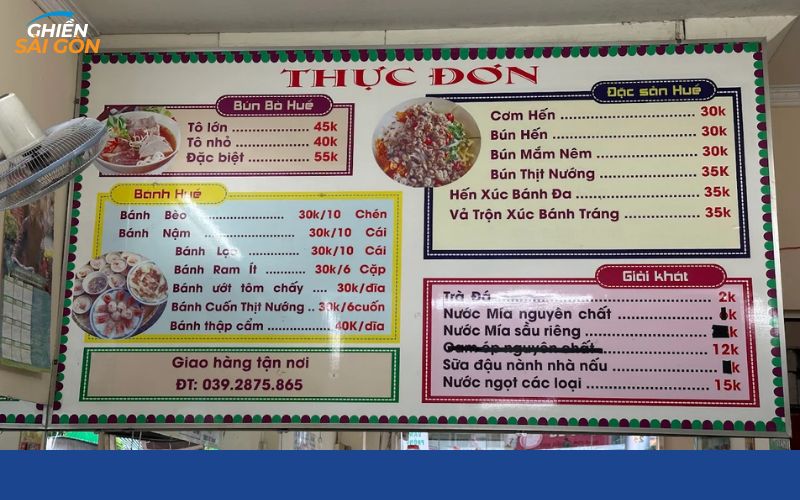 GHIỀN
SÀI GÒN
THỰC ĐƠN
Bún Bò Huế
Tô lớn 45k
Tô nhỏ 40k
Đặc biệt 55k
Bánh Huế
Bánh Bèo 30k/10 Chén
Bánh Nậm 30k/10 Cái
Bánh Lọc 30k/10 Cái
Bánh Ram Ít 30k/6 Cặp
Bánh ướt tôm chấy 30k/dĩa
Bánh Cuốn Thịt Nướng 30k/6cuốn
Bánh thập cẩm 40K/dĩa
Giao hàng tận nơi
ĐT: 039.2875.865
Đặc sản Huế
Cơm Hến 30k
Bún Hến 30k
Bún Mắm Nêm 30k
Bún Thịt Nướng 35K
Hến Xúc Bánh Đa 35k
Vả Trộn Xúc Bánh Tráng 35k
Giải khát
Trà Đá 2k
Nước Mía nguyên chất k
Nước Mía sầu riêng k
Cam ép nguyên chất 12k
Sữa đậu nành nhà nấu k
Nước ngọt các loại 15k